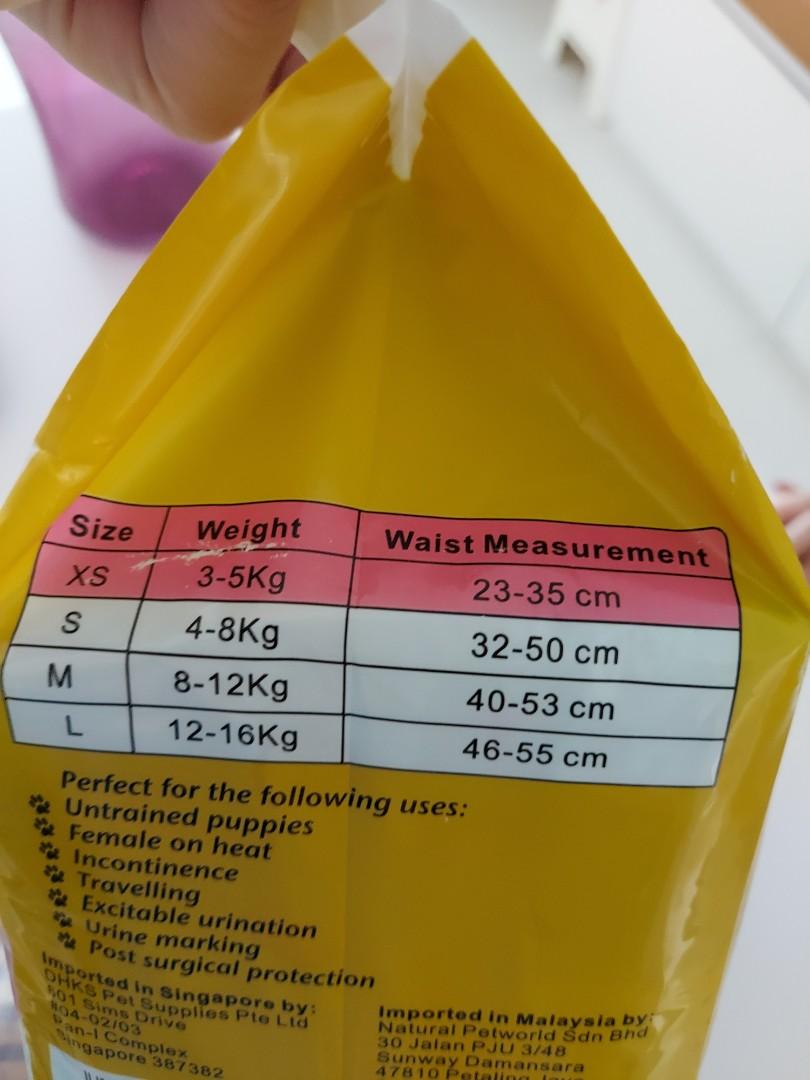 Size Weight Waist Measurement
XS 3-5Kg 23-35 cm
S 4-8Kg 32-50 cm
M 8-12Kg 40-53 cm
L 12-16Kg 46-55 cm
Perfect for the following uses:
Untrained puppies
Female on heat
Incontinence
Travelling
Excitable urination
Urine marking
Post surgical protection
Imported in Singapore by:
OHKS Pet Supplies Pte Ltd
601 Sims Drive
#04-02/03
Pan-I Complex
Singapore 387382
Imported in Malaysia by:
Natural Petworld Sdn Bhd
30 Jalan PJU 3/48
Sunway Damansara
47810 Petaling